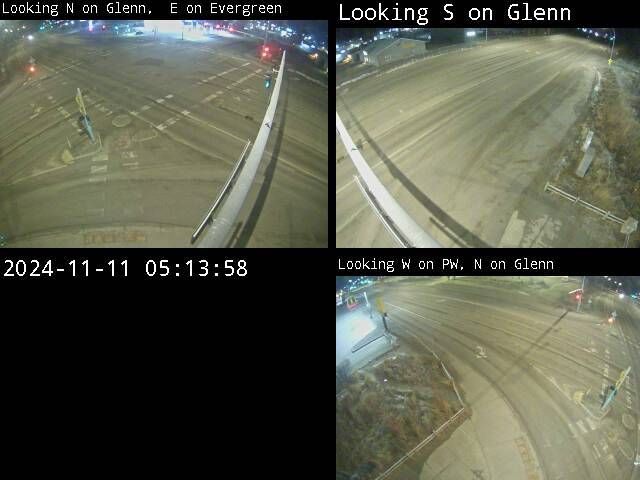 Looking N on Glenn,  E on Evergreen
Looking S on Glenn
2024-11-11 05:13:58
Looking W on PW, N on Glenn